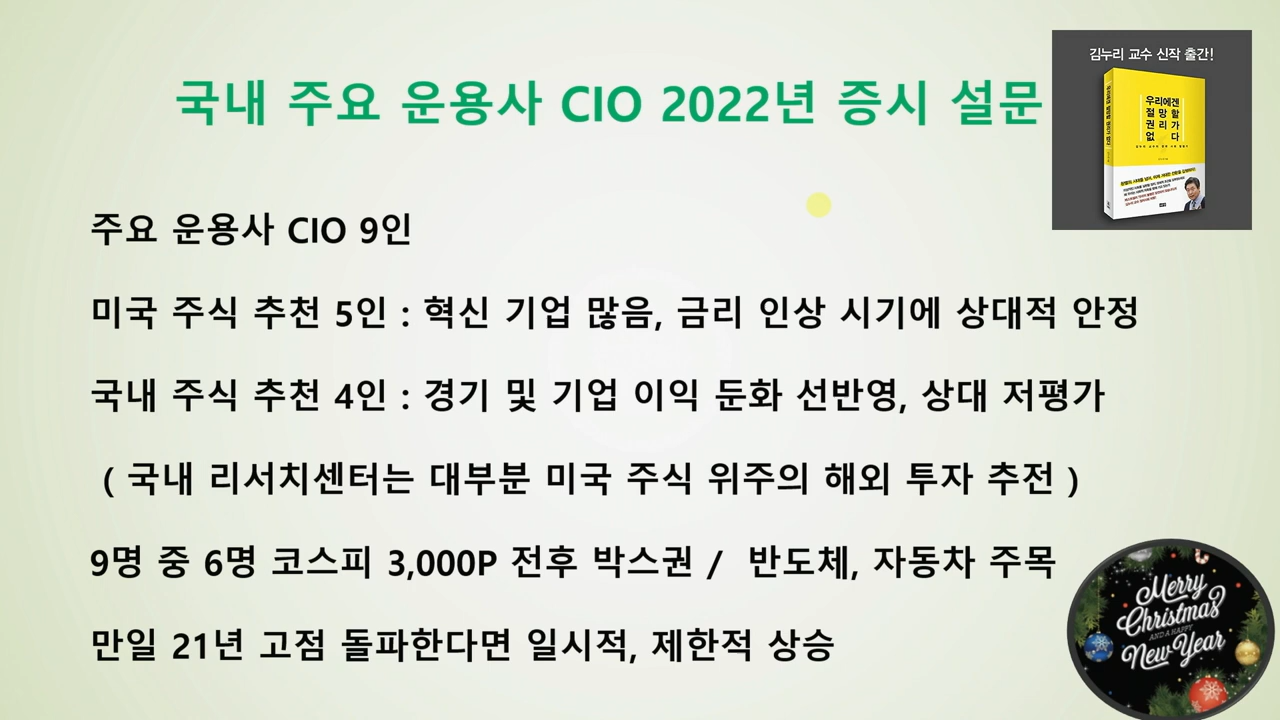 국내 주요 운용사 CIO 2022년 증시 설문
김누리 교수 신작 출간!
우리에겐
절망할
권리가
없다
주요 운용사 CIO 9인
미국 주식 추천 5인 : 혁신 기업 많음, 금리 인상 시기에 상대적 안정
국내 주식 추천 4인 : 경기 및 기업 이익 둔화 선반영, 상대 저평가
( 국내 리서치센터는 대부분 미국 주식 위주의 해외 투자 추전 )
9명 중 6명 코스피 3,000P 전후 박스권 / 반도체, 자동차 주목
만일 21년 고점 돌파한다면 일시적, 제한적 상승
Merry
Christmas
AND A HAPPY
New Year